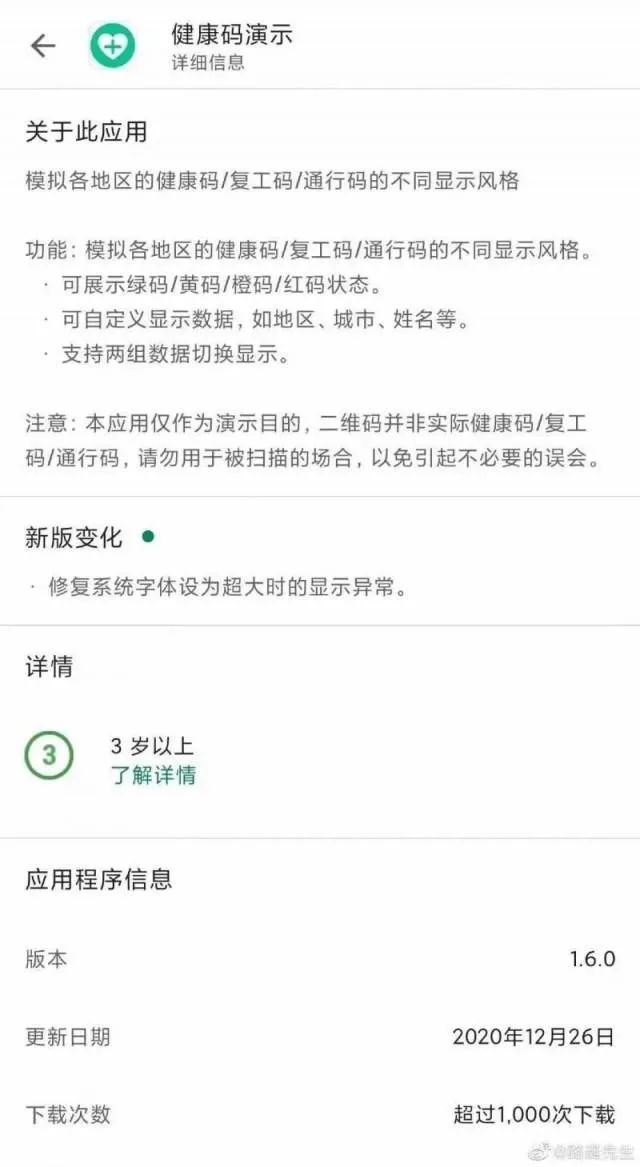 健康码演示
详细信息
关于此应用
模拟各地区的健康码/复工码/通行码的不同显示风格
功能: 模拟各地区的健康码/复工码/通行码的不同显示风格。
· 可展示绿码/黄码/橙码/红码状态。
· 可自定义显示数据, 如地区、城市、姓名等。
· 支持两组数据切换显示。
注意: 本应用仅作为演示目的, 二维码并非实际健康码/复工
码/通行码, 请勿用于被扫描的场合, 以免引起不必要的误会。
新版变化
· 修复系统字体设为超大时的显示异常。
详情
3
3 岁以上
了解详情
应用程序信息
版本
1.6.0
更新日期
2020年12月26日
下载次数
超过1,000次下载